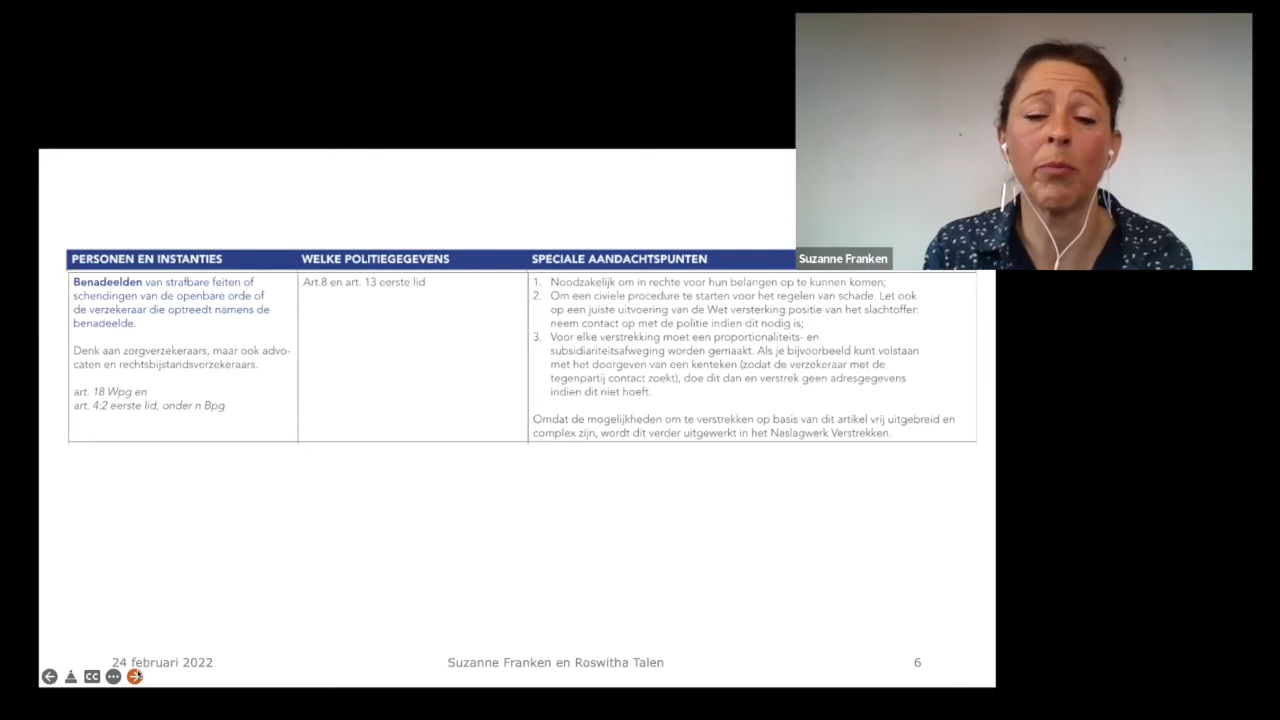 Suzanne Franken
PERSONEN EN INSTANTIES
WELKE POLITIEGEGEVENS
SPECIALE AANDACHTSPUNTEN
Benadeelden van strafbare feiten of
schendingen van de openbare orde of
de verzekeraar die optreedt namens de
benadeelde.
Denk aan zorgverzekeraars, maar ook advo-
caten en rechtsbijstandsverzekeraars.
art. 18 Wpg en
art. 4:2 eerste lid, onder n Bpg
Art.8 en art. 13 eerste lid
1. Noodzakelijk om in rechte voor hun belangen op te kunnen komen;
2. Om een civiele procedure te starten voor het regelen van schade. Let ook
op een juiste uitvoering van de Wet versterking positie van het slachtoffer:
neem contact op met de politie indien dit nodig is;
3. Voor elke verstrekking moet een proportionaliteits- en
subsidiariteitsafweging worden gemaakt. Als je bijvoorbeeld kunt volstaan
met het doorgeven van een kenteken (zodat de verzekeraar met de
tegenpartij contact zoekt), doe dit dan en verstrek geen adresgegevens
indien dit niet hoeft.
Omdat de mogelijkheden om te verstrekken op basis van dit artikel vrij uitgebreid en
complex zijn, wordt dit verder uitgewerkt in het Naslagwerk Verstrekken.
24 februari 2022
Suzanne Franken en Roswitha Talen
6
CC